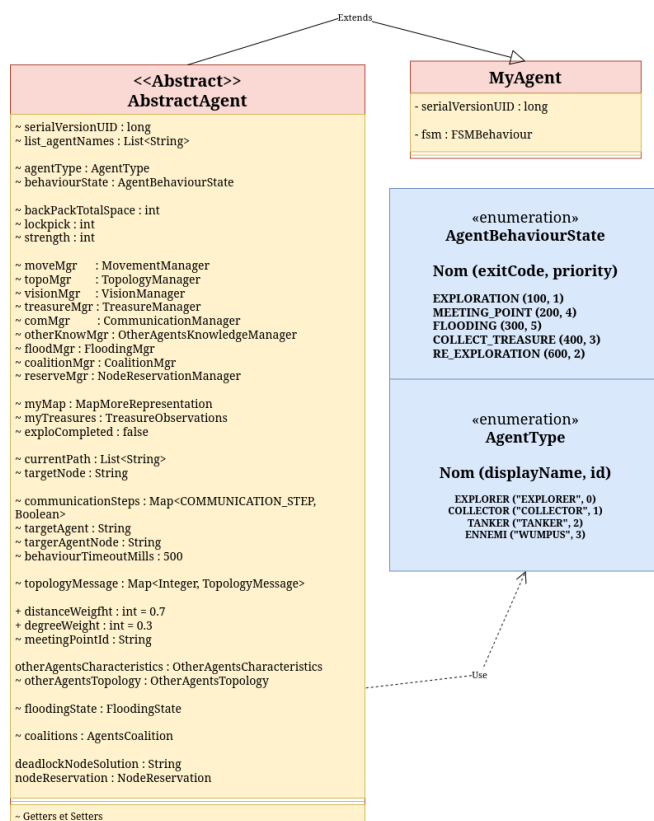 Extends
<<Abstract>>
AbstractAgent
~ serialVersionUID : long
~ list_agentNames : List<String>
~ agentType : AgentType
~ behaviourState : AgentBehaviourState
~ backPackTotalSpace : int
~ lockpick : int
~ strength : int
~ moveMgr : MovementManager
~ topoMgr : TopologyManager
~ visionMgr : VisionManager
~ treasureMgr : TreasureManager
~ comMgr : CommunicationManager
~ otherKnowMgr : OtherAgentsKnowledgeManager
~ floodMgr : FloodingMgr
~ coalitionMgr : CoalitionMgr
~ reserveMgr : NodeReservationManager
~ myMap : MapMoreRepresentation
~ myTreasures : TreasureObservations
~ exploCompleted : false
~ currentPath : List<String>
~ targetNode : String
~ communicationSteps : Map<COMMUNICATION_STEP,
Boolean>
~ targetAgent : String
~ targerAgentNode : String
~ behaviourTimeoutMills : 500
~ topologyMessage : Map<Integer, TopologyMessage>
+ distanceWeigfht : int = 0.7
+ degreeWeight : int = 0.3
~ meetingPointId : String
otherAgentsCharacteristics : OtherAgentsCharacteristics
~ otherAgentsTopology : OtherAgentsTopology
~ floodingState : FloodingState
~ coalitions : AgentsCoalition
deadlockNodeSolution : String
nodeReservation : NodeReservation
~ Getters et Setters
MyAgent
- serialVersionUID : long
- fsm : FSMBehaviour
«enumeration»
AgentBehaviourState
Nom (exitCode, priority)
EXPLORATION (100, 1)
MEETING_POINT (200, 4)
FLOODING (300, 5)
COLLECT_TREASURE (400, 3)
RE_EXPLORATION (600, 2)
«enumeration»
AgentType
Nom (displayName, id)
EXPLORER ("EXPLORER", 0)
COLLECTOR ("COLLECTOR", 1)
TANKER ("TANKER", 2)
ENNEMI ("WUMPUS", 3)
Use